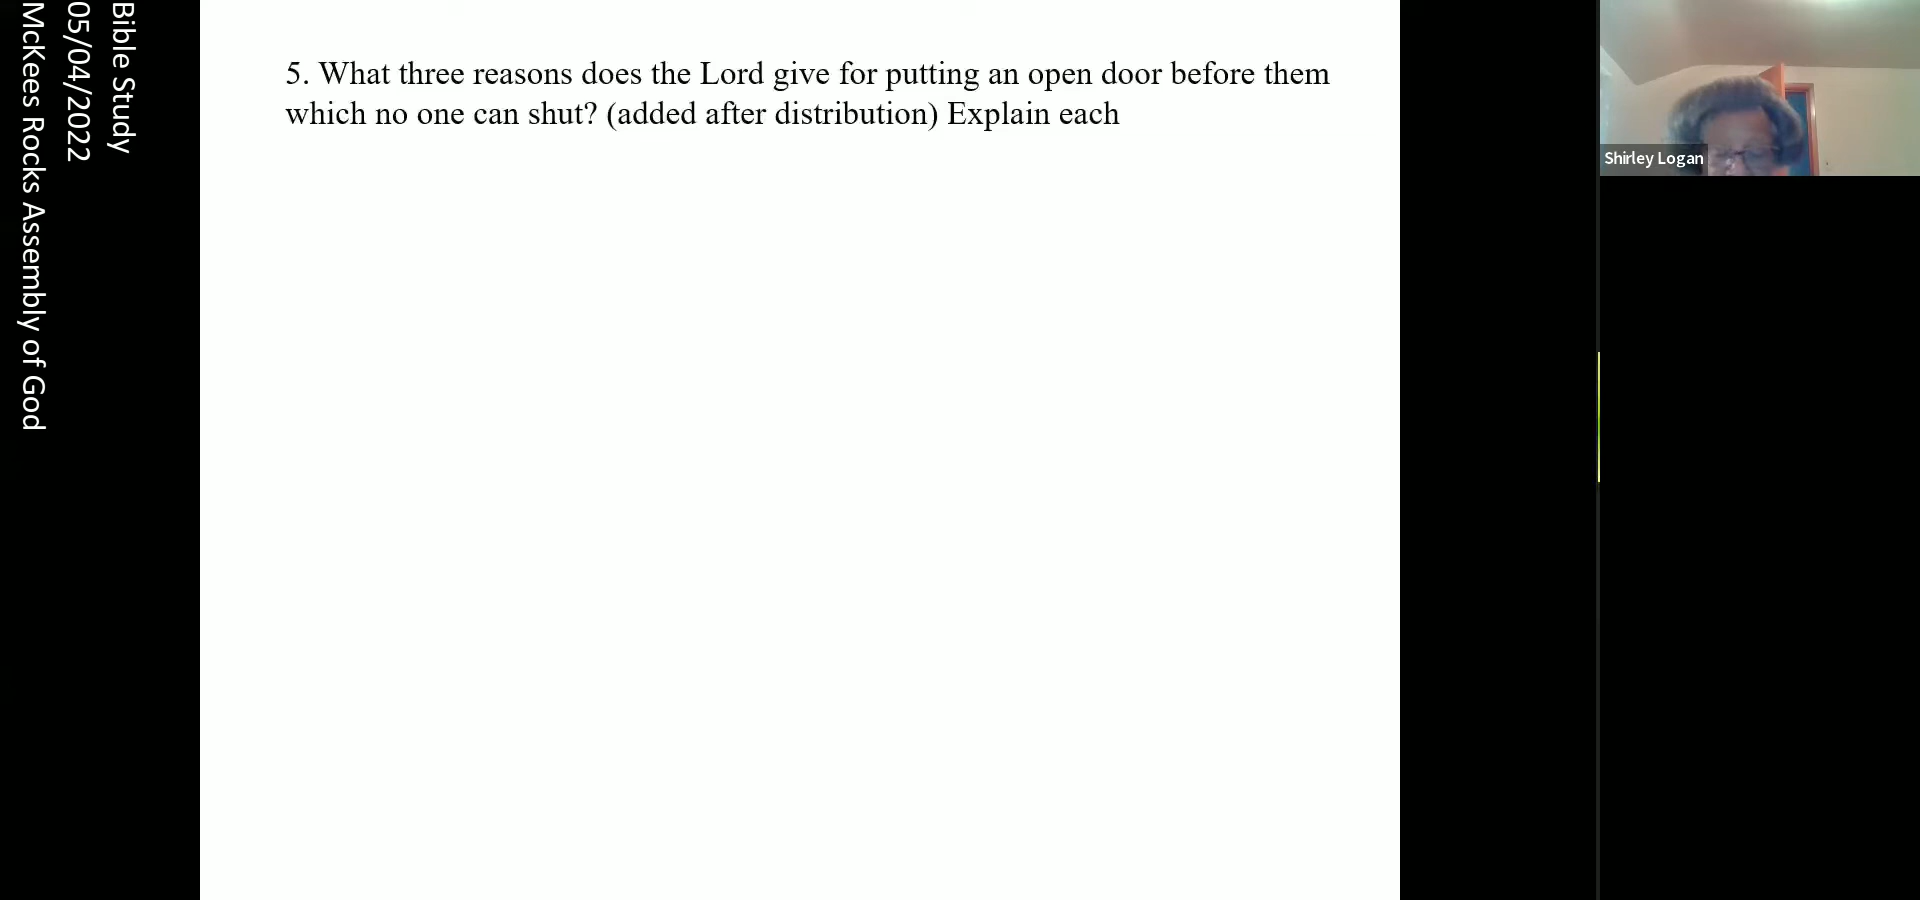 Bible Study
05/04/2022
McKees Rocks Assembly of God
5. What three reasons does the Lord give for putting an open door before them
which no one can shut? (added after distribution) Explain each
Shirley Logan